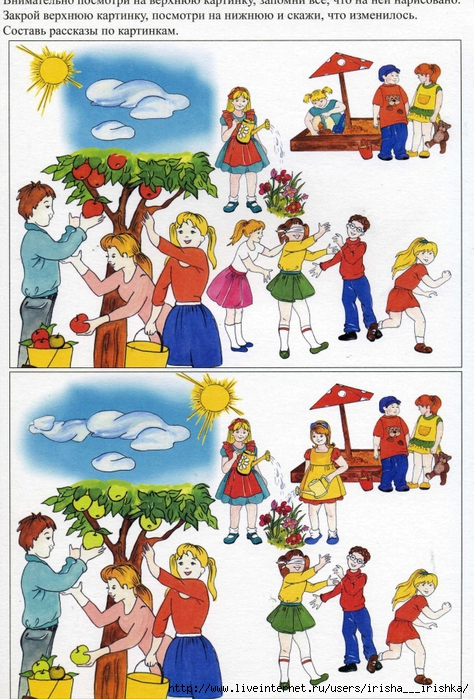 Внимательно посмотри на верхнюю картинку, запомни все, что на ней нарисовано.
Закрой верхнюю картинку, посмотри на нижнюю и скажи, что изменилось.
Составь рассказы по картинкам.
http://www.liveinternet.ru/users/irisha___irishka/